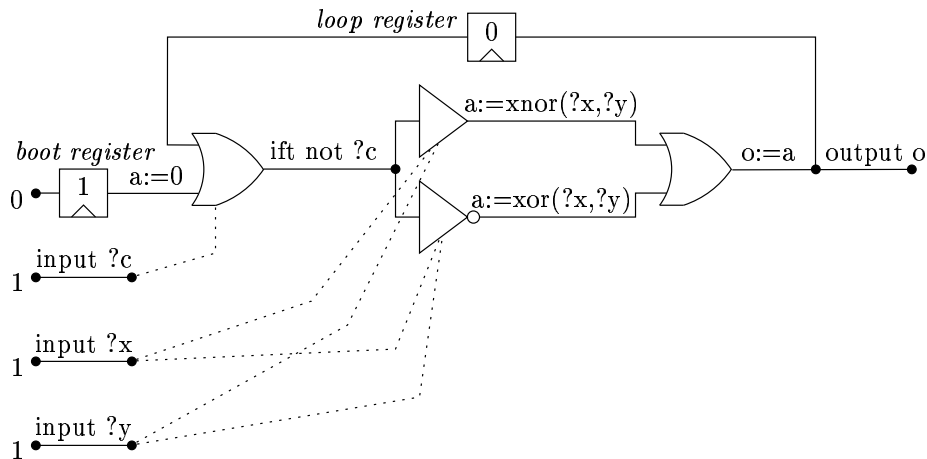 loop register
0
a:=xnor(?x,?y)
boot register
ift not ?c
o:=a
output o
0
1
a:=0
a:=xor(?x,?y)
input ?c
1
input ?x
1
input ?y
1